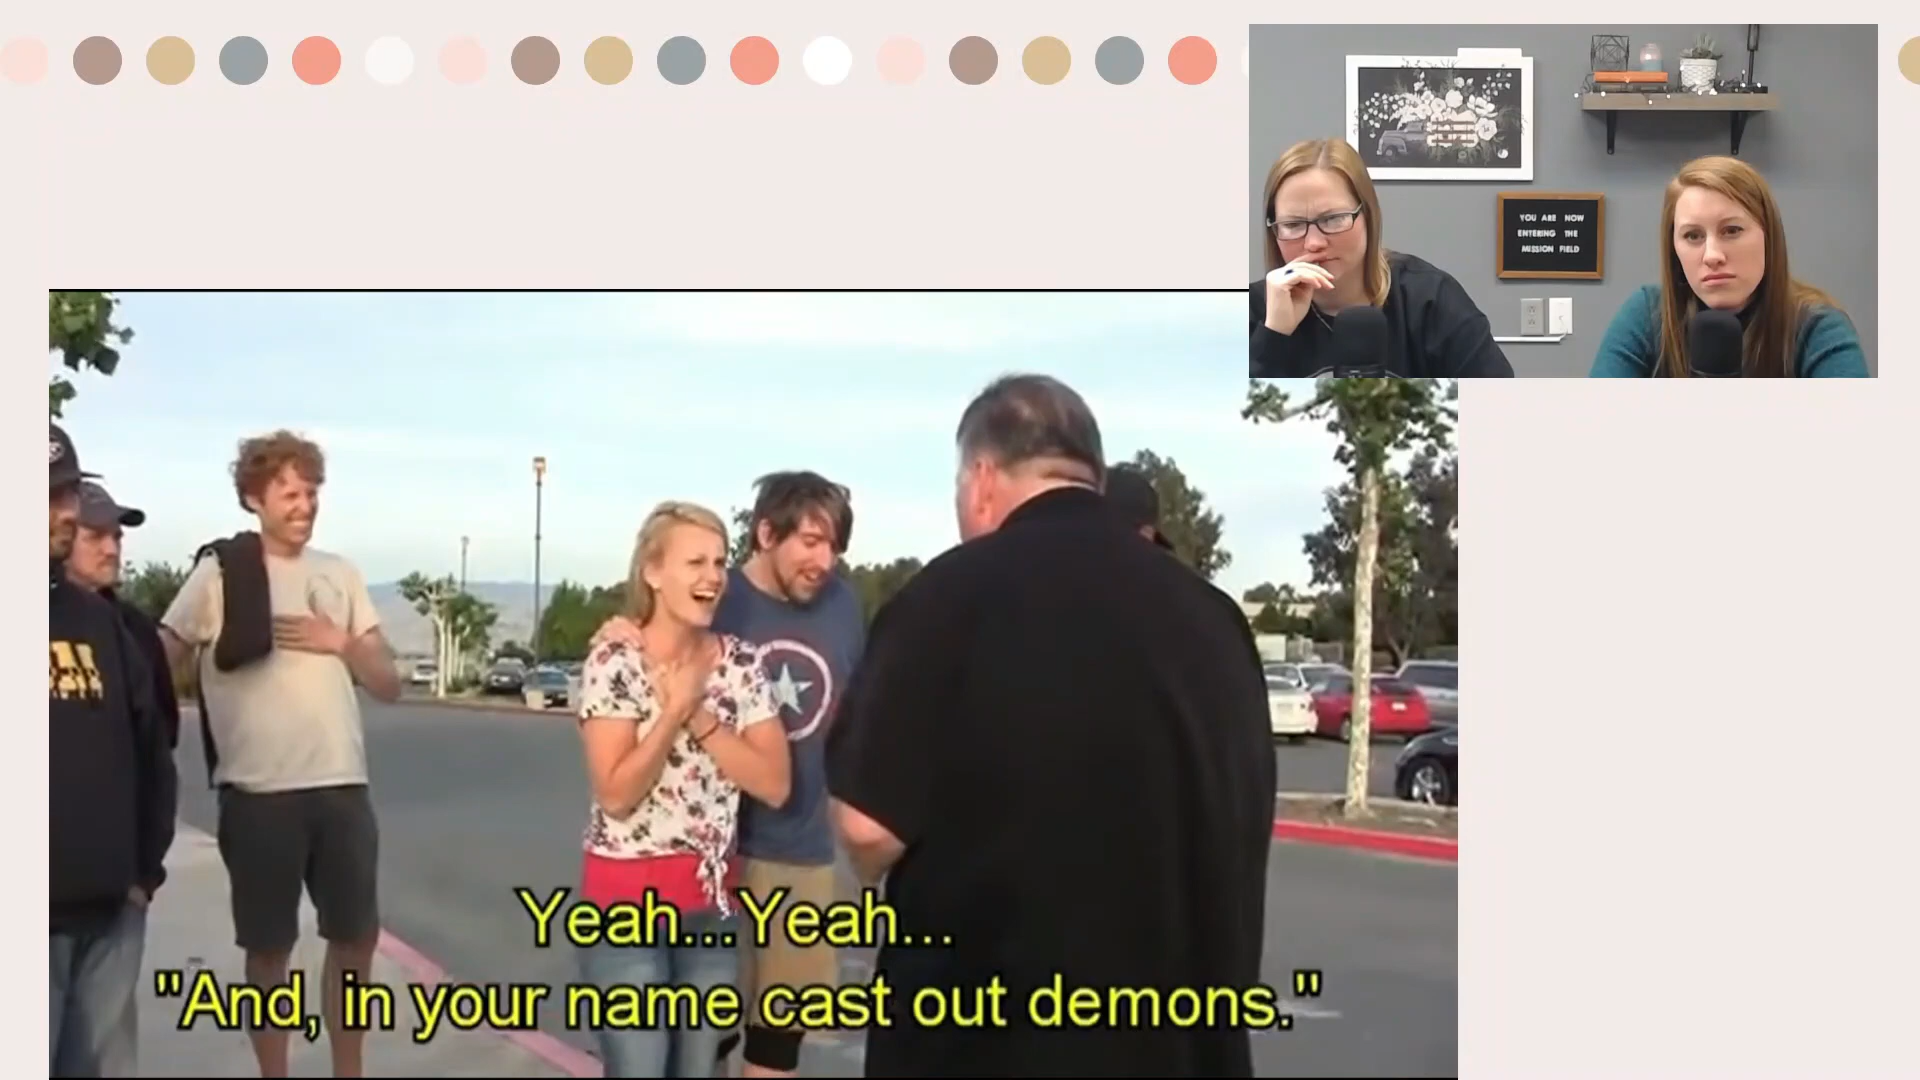 YOU ARE NOW
ENTERING THE
MISSION FIELD
Yeah...Yeah...
"And, in your name cast out demons."